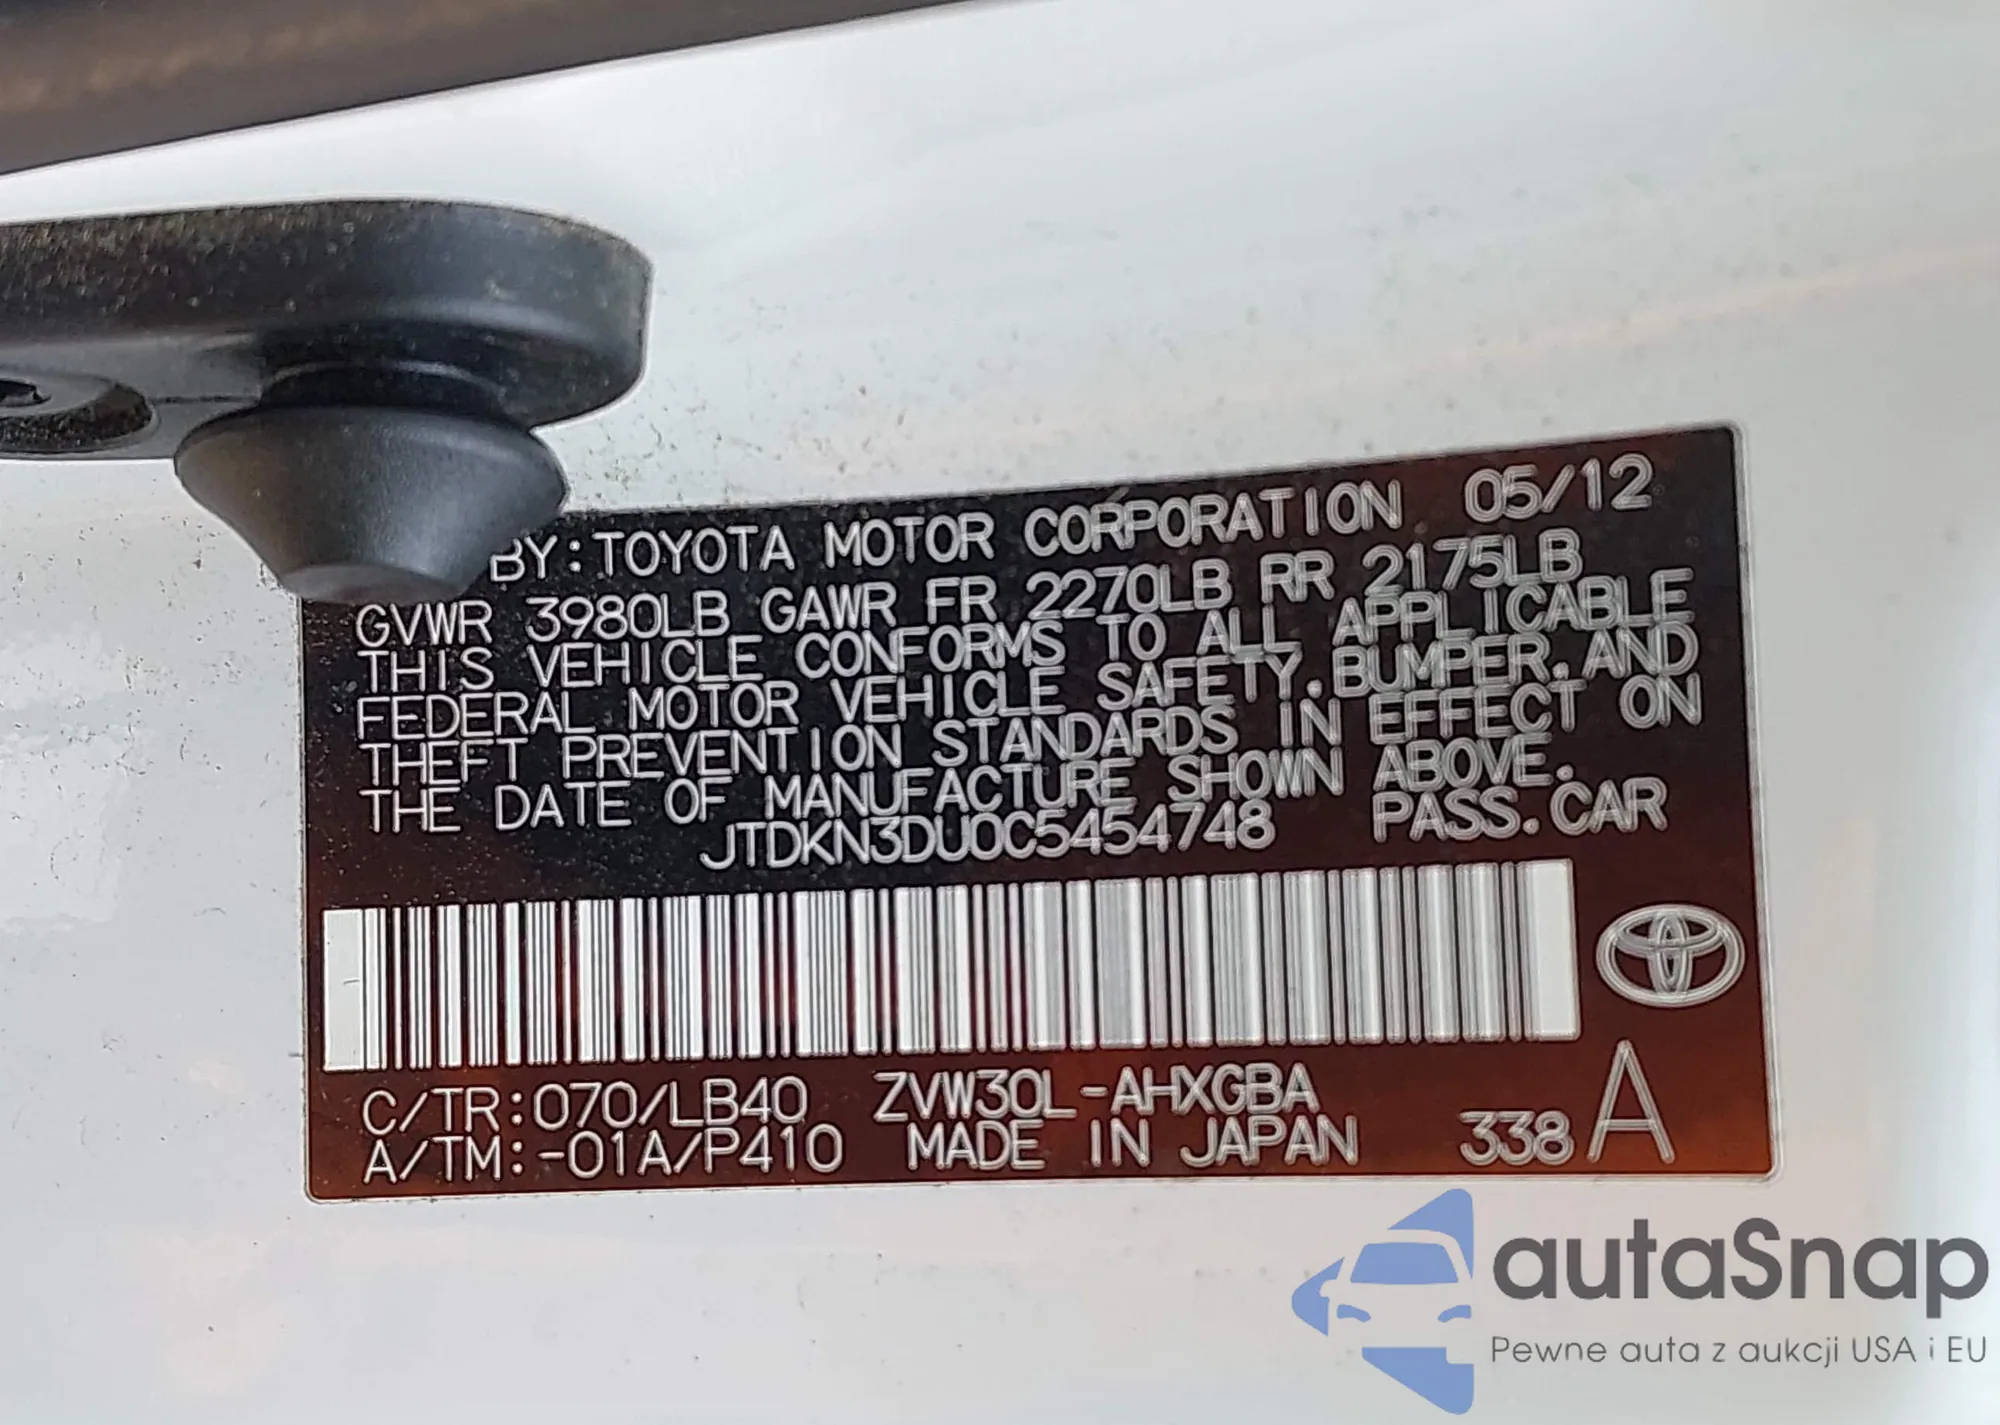 BY:TOYOTA MOTOR CORPORATION 05/12
GVWR 3980LB GAWR FR 2270LB RR 2175LB
THIS VEHICLE CONFORMS TO ALL APPLICABLE
FEDERAL MOTOR VEHICLE SAFETY,BUMPER,AND
THEFT PREVENTION STANDARDS IN EFFECT ON
THE DATE OF MANUFACTURE SHOWN ABOVE.
JTDKN3DU0C5454748 PASS.CAR
C/TR:070/LB40 ZVW30L-AHXGBA
A/TM:-01A/P410 MADE IN JAPAN 338 A
autaSnap
Pewne auta z aukcji USA i EU